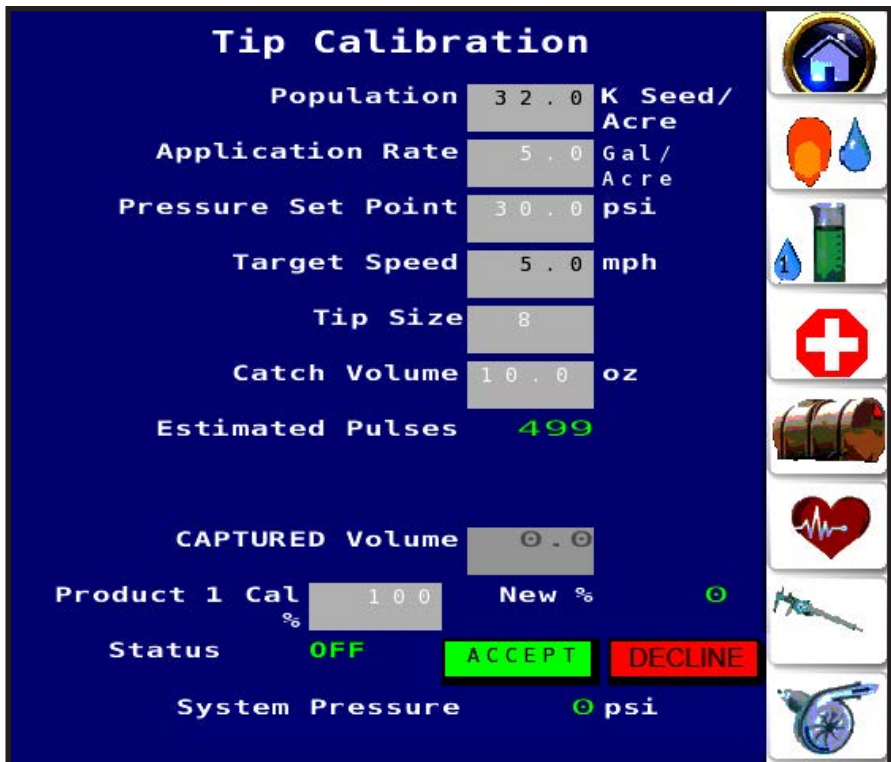 Tip Calibration
Population 32.0 K Seed/
Acre
Application Rate 5.0 Gal/
Acre
Pressure Set Point 30.0 psi
Target Speed 5.0 mph
Tip Size 8
Catch Volume 10.0 oz
Estimated Pulses 499
1
CAPTURED Volume 0.0
Product 1 Cal 100 New % 0
%
Status OFF ACCEPT DECLINE
System Pressure 0 psi